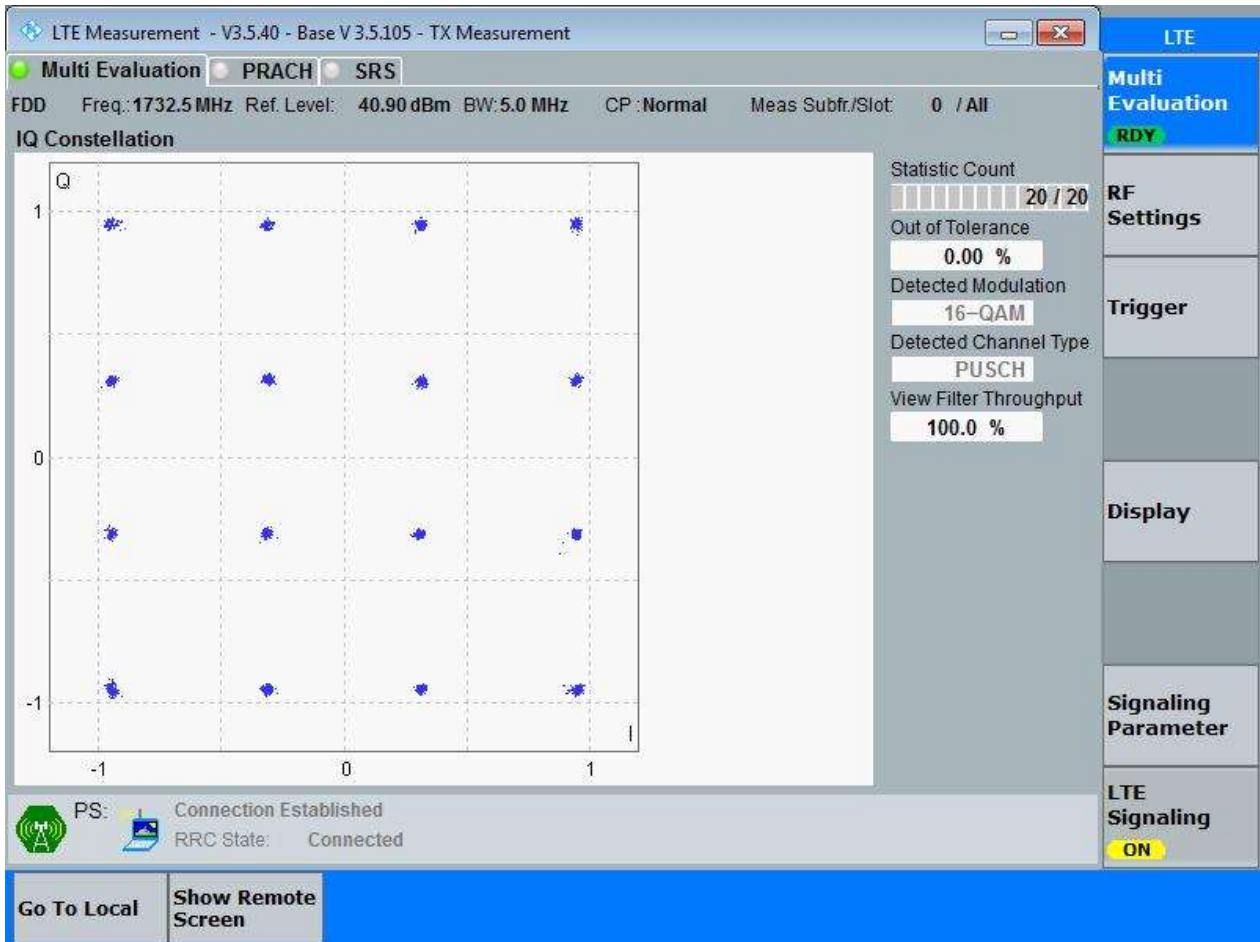 LTE Measurement - V3.5.40 - Base V 3.5.105 - TX Measurement
LTE
Multi Evaluation PRACH SRS
Multi
Evaluation
RDY
FDD Freq.: 1732.5 MHz Ref. Level: 40.90 dBm BW: 5.0 MHz CP : Normal Meas Subfr./Slot: 0 / All
IQ Constellation
Q
1
0
-1
I
-1 0 1
Statistic Count
20 / 20
Out of Tolerance
0.00 %
Detected Modulation
16-QAM
Detected Channel Type
PUSCH
View Filter Throughput
100.0 %
RF
Settings
Trigger
Display
Signaling
Parameter
LTE
Signaling
ON
PS: Connection Established
RRC State: Connected
Go To Local
Show Remote
Screen